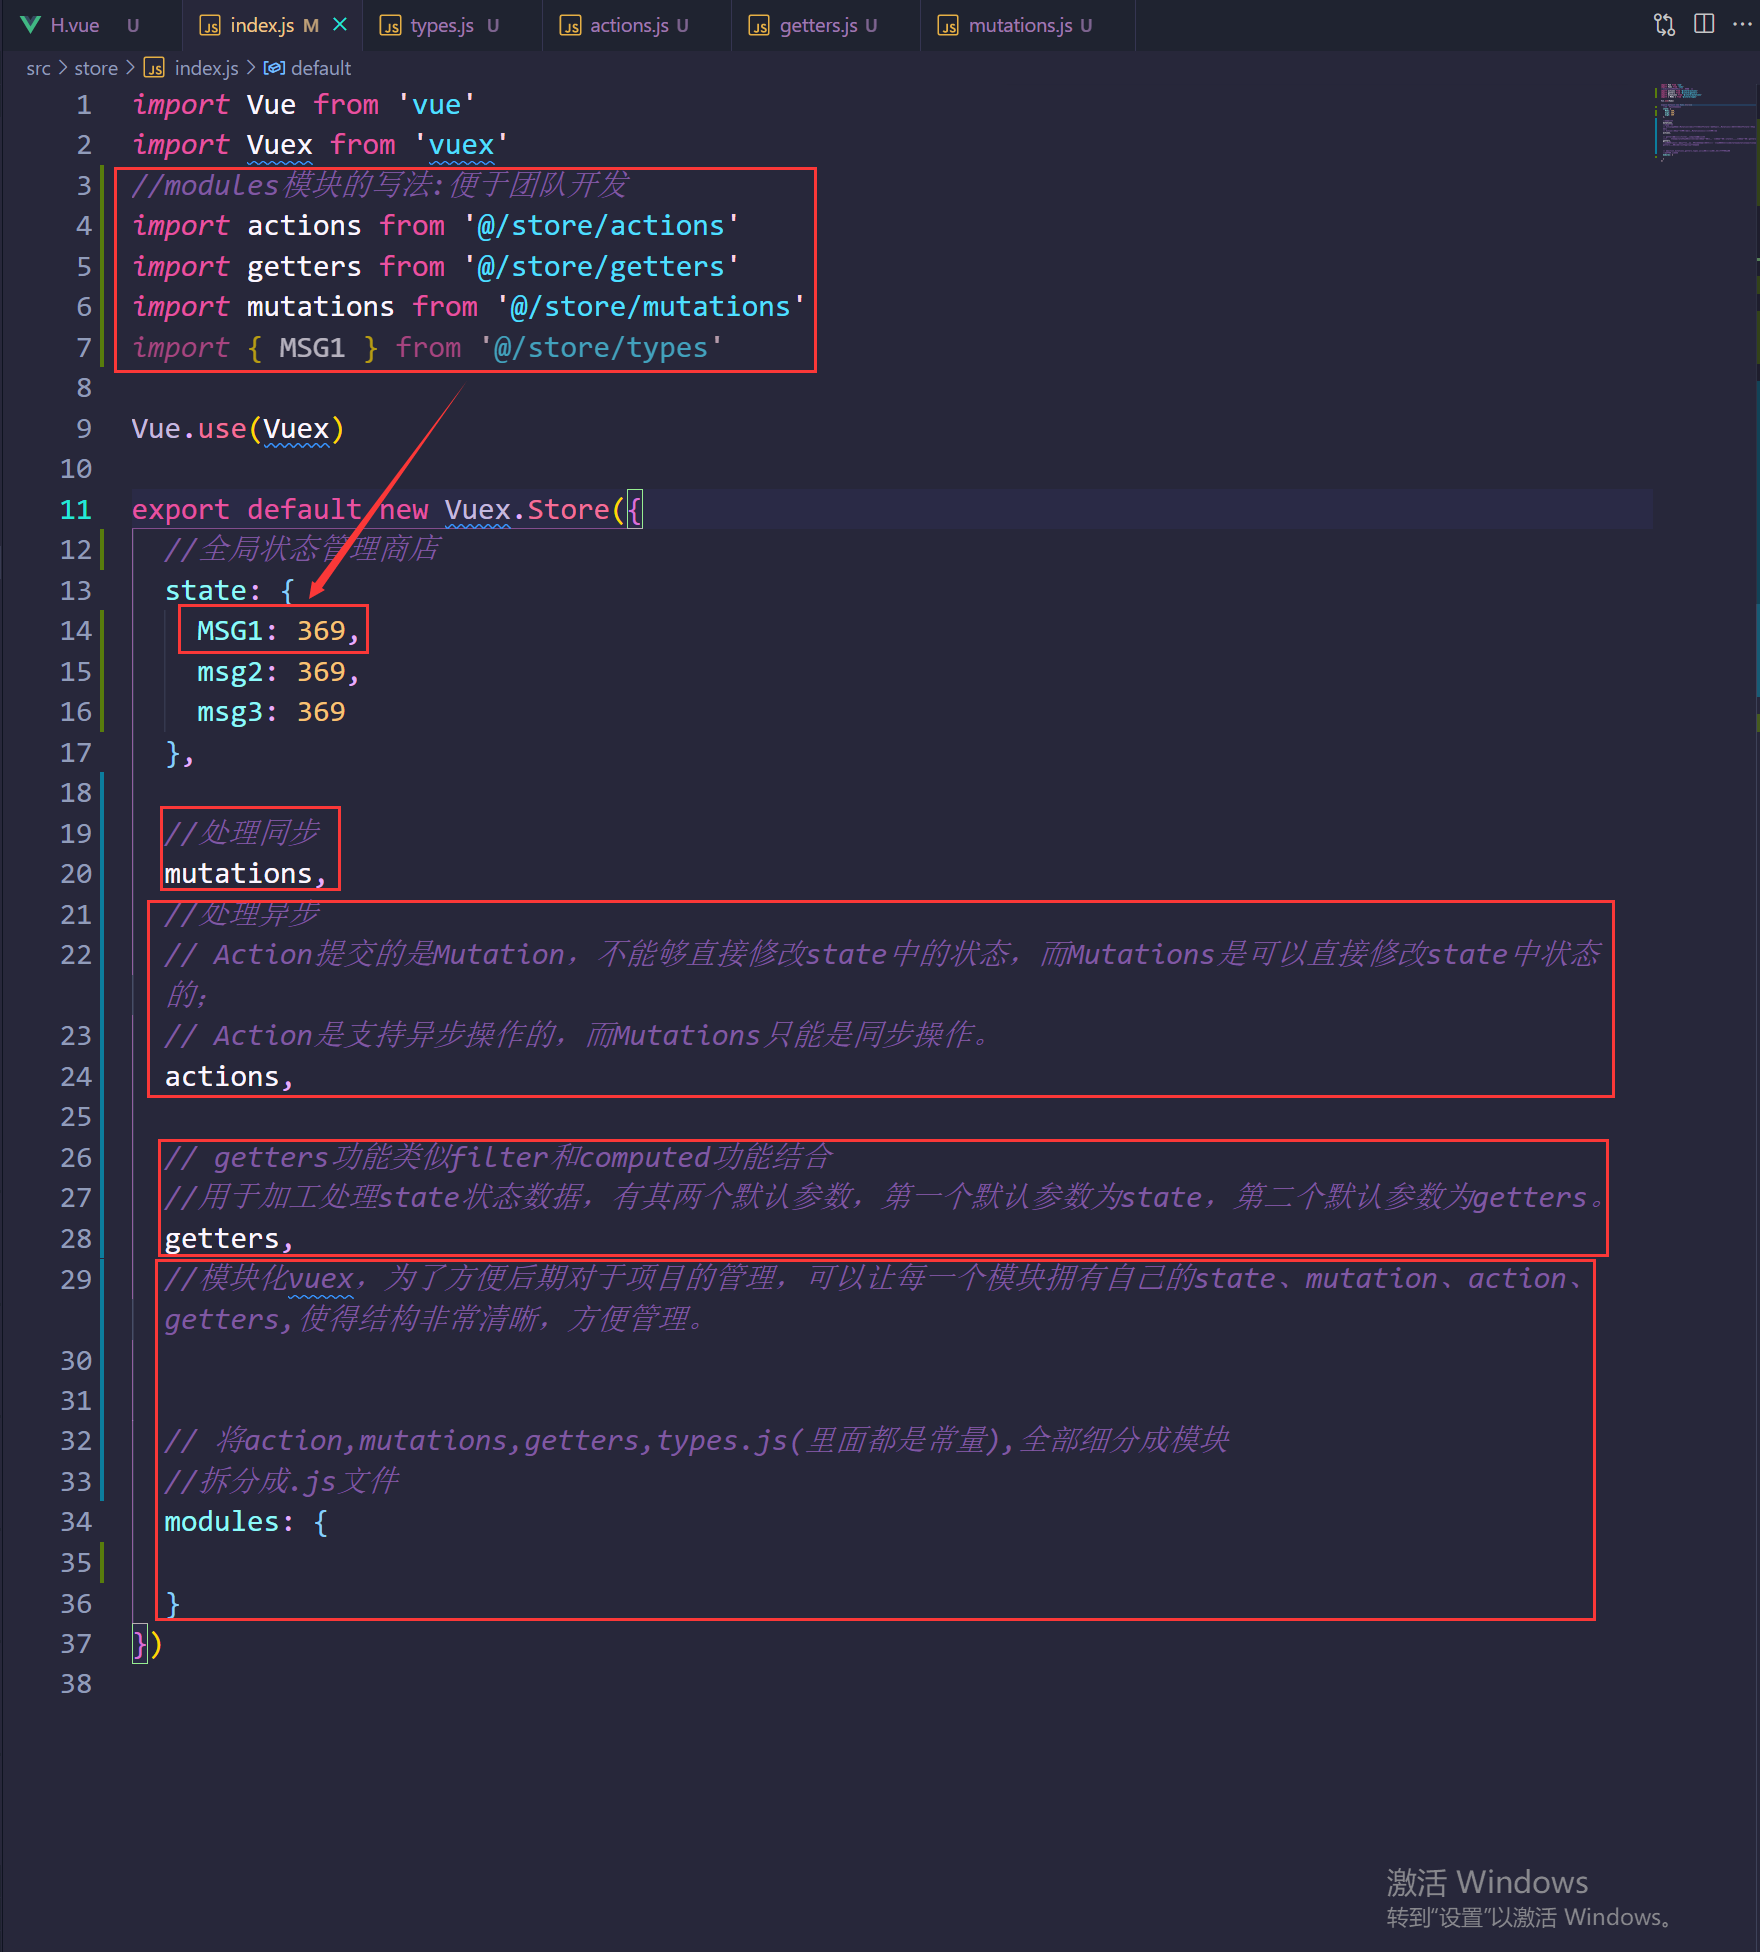 H.vue U index.js M types.js U actions.js U getters.js U mutations.js U
src > store > index.js > default
1 import Vue from 'vue'
2 import Vuex from 'vuex'
3 //modules模块的写法:便于团队开发
4 import actions from '@/store/actions'
5 import getters from '@/store/getters'
6 import mutations from '@/store/mutations'
7 import { MSG1 } from '@/store/types'
8
9 Vue.use(Vuex)
10
11 export default new Vuex.Store({
12 //全局状态管理商店
13 state: {
14 MSG1: 369,
15 msg2: 369,
16 msg3: 369
17 },
18
19 //处理同步
20 mutations,
21 //处理异步
22 // Action提交的是Mutation，不能够直接修改state中的状态，而Mutations是可以直接修改state中状态
的；
23 // Action是支持异步操作的，而Mutations只能是同步操作。
24 actions,
25
26 // getters功能类似filter和computed功能结合
27 //用于加工处理state状态数据，有其两个默认参数，第一个默认参数为state，第二个默认参数为getters。
28 getters,
29 //模块化vuex，为了方便后期对于项目的管理，可以让每一个模块拥有自己的state、mutation、action、
getters,使得结构非常清晰，方便管理。
30
31
32 // 将action,mutations,getters,types.js(里面都是常量),全部细分成模块
33 //拆分成.js文件
34 modules: {
35
36 }
37 })
38
激活 Windows
转到“设置”以激活 Windows。